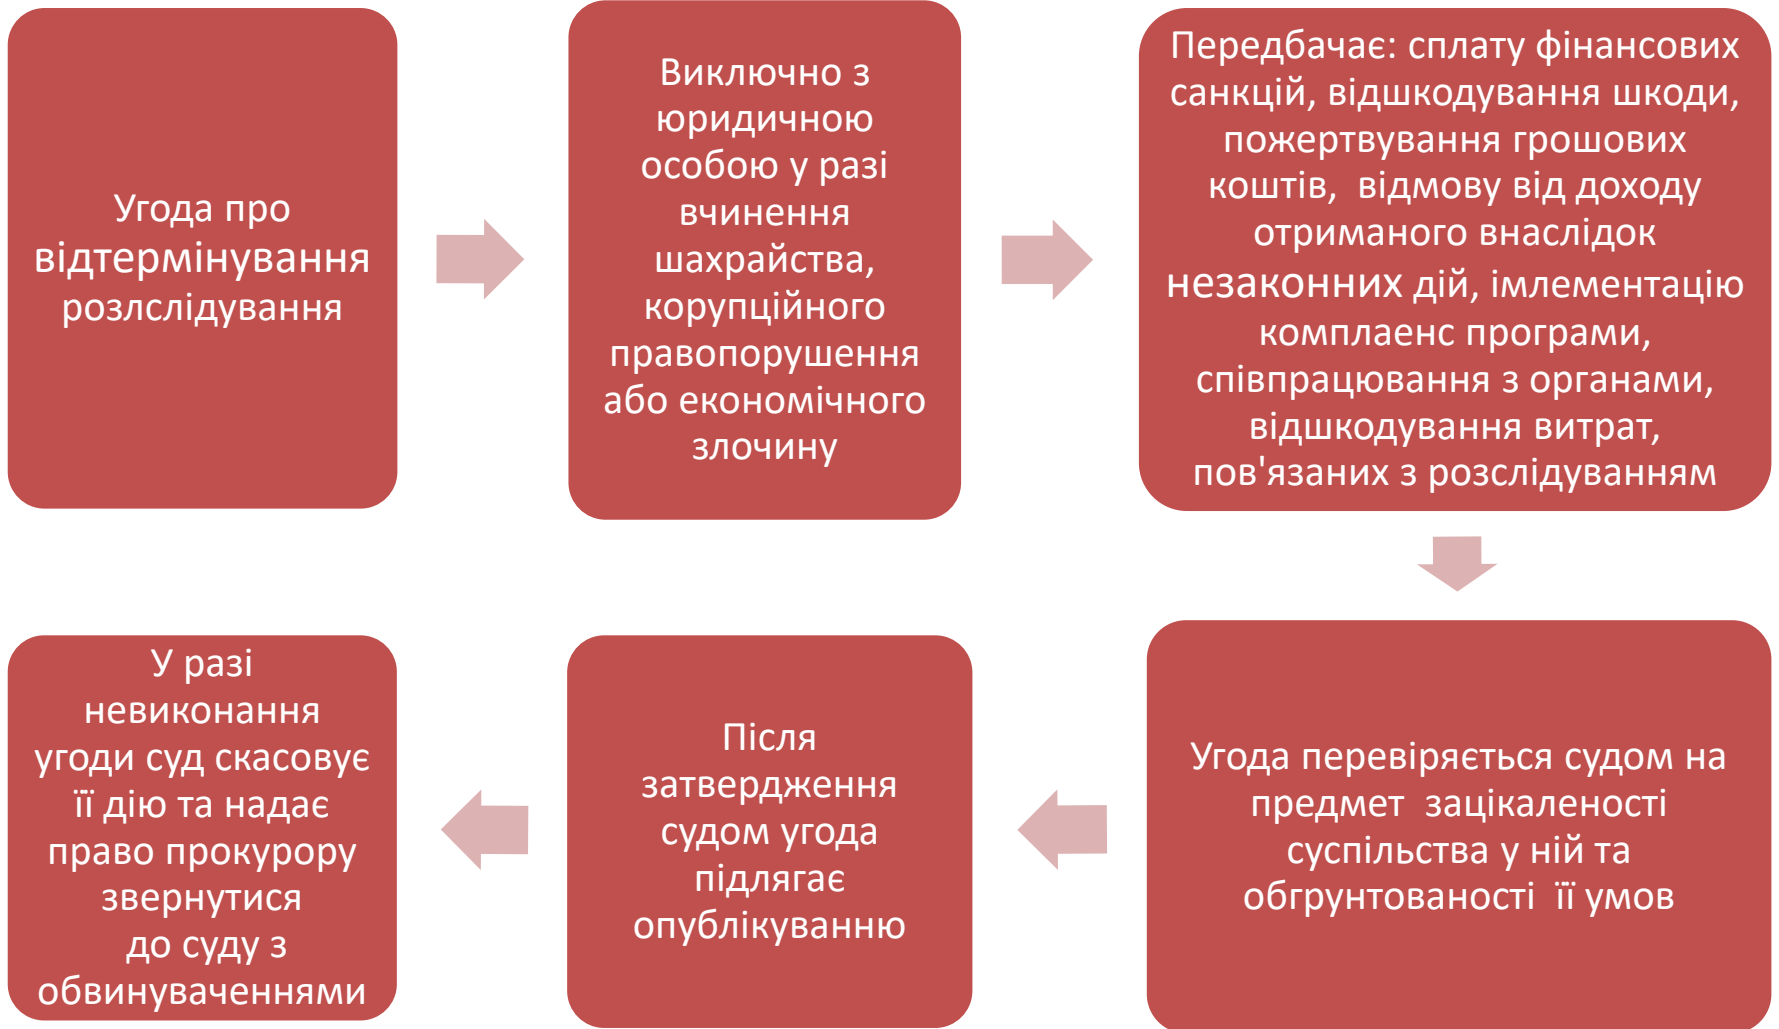 Угода про
відтермінування
розлслідування
Виключно з
юридичною
особою у разі
вчинення
шахрайства,
корупційного
правопорушення
або економічного
злочину
Передбачає: сплату фінансових
санкцій, відшкодування шкоди,
пожертвування грошових
коштів, відмову від доходу
отриманого внаслідок
незаконних дій, імлементацію
комплаенс програми,
співпрацювання з органами,
відшкодування витрат,
пов'язаних з розслідуванням
Угода перевіряється судом на
предмет зацікаленості
суспільства у ній та
обгрунтованості її умов
Після
затвердження
судом угода
підлягає
опублікуванню
У разі
невиконання
угоди суд скасовує
її дію та надає
право прокурору
звернутися
до суду з
обвинуваченнями